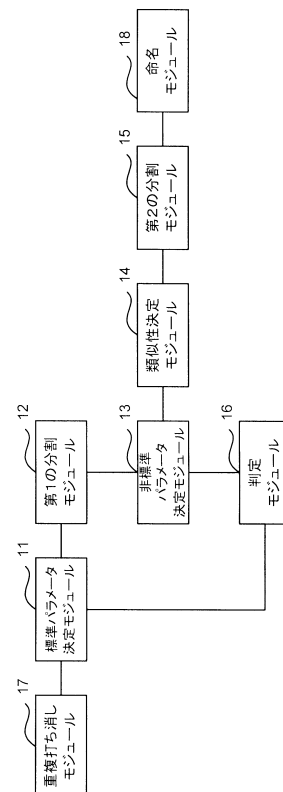 17
重複打ち消し
モジュール
11
標準パラメータ
決定モジュール
12
第1の分割
モジュール
13
非標準
パラメータ
決定モジュール
16
判定
モジュール
14
類似性決定
モジュール
15
第2の分割
モジュール
18
命名
モジュール